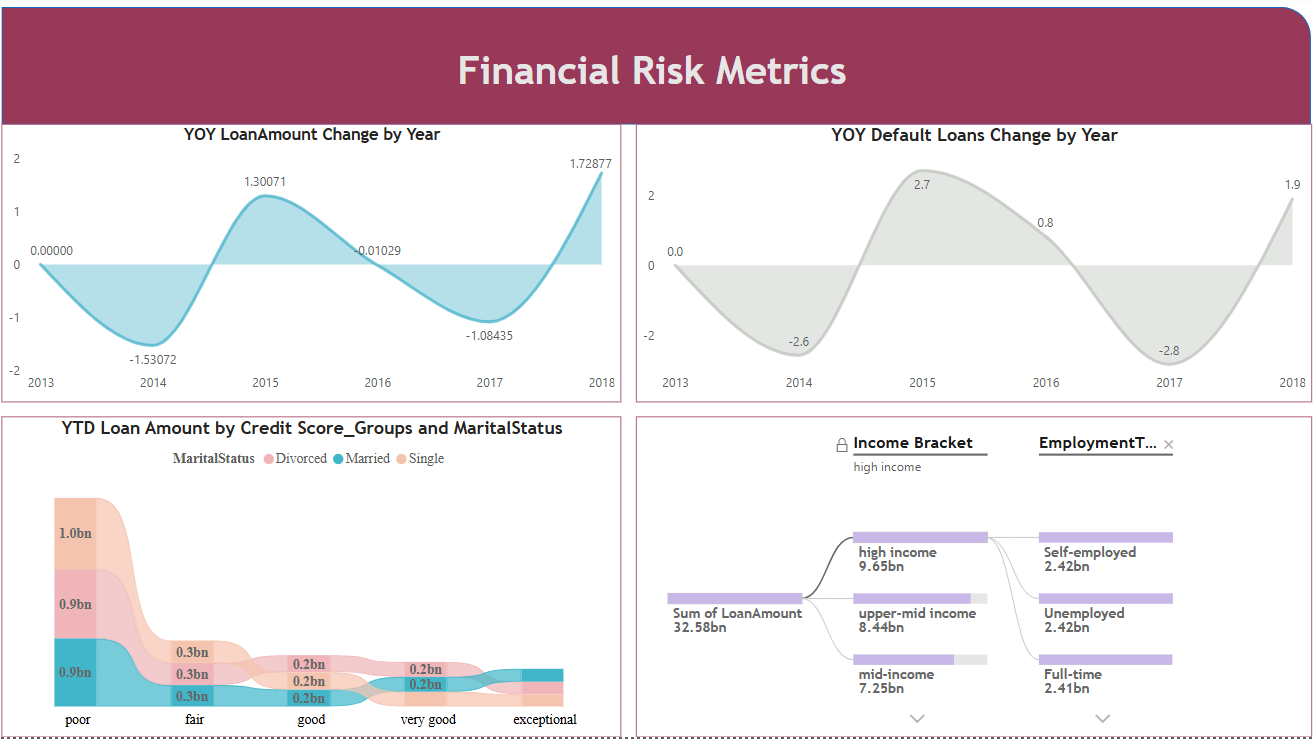 Financial Risk Metrics
YOY LoanAmount Change by Year
2
1
0
-1
-2
0.00000
-1.53072
1.30071
-0.01029
-1.08435
1.72877
2013 2014 2015 2016 2017 2018
YOY Default Loans Change by Year
2
0
-2
0.0
-2.6
2.7
0.8
-2.8
1.9
2013 2014 2015 2016 2017 2018
YTD Loan Amount by Credit Score_Groups and MaritalStatus
MaritalStatus Divorced Married Single
1.0bn
0.9bn
0.9bn
0.3bn
0.3bn
0.3bn
0.2bn
0.2bn
0.2bn
0.2bn
0.2bn
poor fair good very good exceptional
Income Bracket
high income
EmploymentT...
Sum of LoanAmount
32.58bn
high income
9.65bn
upper-mid income
8.44bn
mid-income
7.25bn
Self-employed
2.42bn
Unemployed
2.42bn
Full-time
2.41bn